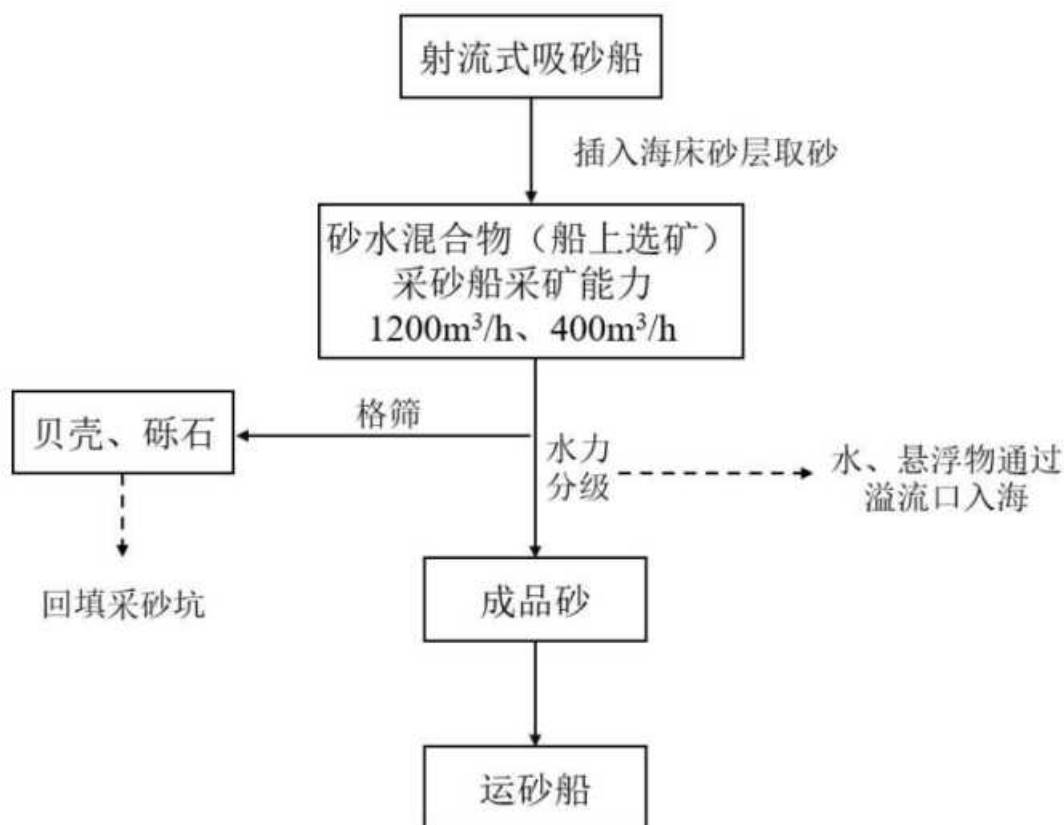 射流式吸砂船
插入海床砂层取砂
砂水混合物（船上选矿）
采砂船采矿能力
1200m³/h、400m³/h
格筛
贝壳、砾石
水力
分级
水、悬浮物通过
溢流口入海
回填采砂坑
成品砂
运砂船